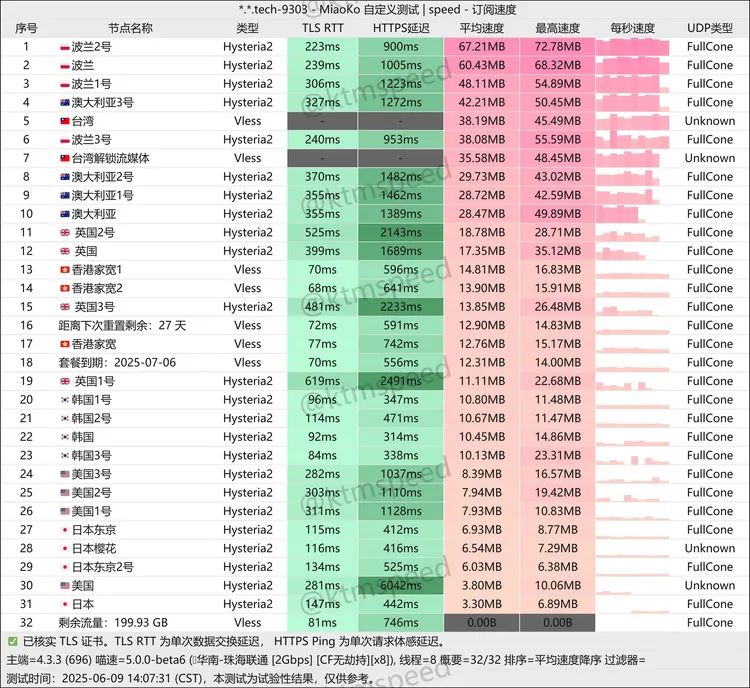 *.*.tech-9303 - MiaoKo 自定义测试 | speed - 订阅速度
序号 节点名称 类型 TLS RTT HTTPS延迟 平均速度 最高速度 每秒速度 UDP类型
1 波兰2号 Hysteria2 223ms 900ms 67.21MB 72.78MB FullCone
2 波兰 Hysteria2 239ms 1005ms 60.43MB 68.32MB FullCone
3 波兰1号 Hysteria2 306ms 1223ms 48.11MB 54.89MB FullCone
4 澳大利亚3号 Hysteria2 327ms 1272ms 42.21MB 50.45MB FullCone
5 台湾 Vless - - 38.19MB 45.49MB Unknown
6 波兰3号 Hysteria2 240ms 953ms 38.08MB 55.59MB FullCone
7 台湾解锁流媒体 Vless - - 35.58MB 48.45MB Unknown
8 澳大利亚2号 Hysteria2 370ms 1482ms 29.73MB 43.02MB FullCone
9 澳大利亚1号 Hysteria2 355ms 1462ms 28.72MB 42.59MB FullCone
10 澳大利亚 Hysteria2 355ms 1389ms 28.47MB 49.89MB FullCone
11 英国2号 Hysteria2 525ms 2143ms 18.78MB 28.71MB FullCone
12 英国 Hysteria2 399ms 1689ms 17.35MB 35.12MB FullCone
13 香港家宽1 Vless 70ms 596ms 14.81MB 16.83MB FullCone
14 香港家宽2 Vless 68ms 641ms 13.90MB 15.91MB FullCone
15 英国3号 Hysteria2 481ms 2233ms 13.85MB 26.48MB FullCone
16 距离下次重置剩余：27 天 Vless 72ms 591ms 12.90MB 14.83MB FullCone
17 香港家宽 Vless 77ms 742ms 12.76MB 15.17MB FullCone
18 套餐到期：2025-07-06 Vless 70ms 556ms 12.31MB 14.00MB FullCone
19 英国1号 Hysteria2 619ms 2491ms 11.11MB 22.68MB FullCone
20 韩国1号 Hysteria2 96ms 347ms 10.80MB 11.48MB FullCone
21 韩国2号 Hysteria2 114ms 471ms 10.67MB 11.47MB FullCone
22 韩国 Hysteria2 92ms 314ms 10.45MB 14.86MB FullCone
23 韩国3号 Hysteria2 84ms 338ms 10.13MB 23.31MB FullCone
24 美国3号 Hysteria2 282ms 1037ms 8.39MB 16.57MB FullCone
25 美国2号 Hysteria2 303ms 1110ms 7.94MB 19.42MB FullCone
26 美国1号 Hysteria2 311ms 1128ms 7.93MB 10.83MB FullCone
27 日本东京 Hysteria2 115ms 412ms 6.93MB 8.77MB FullCone
28 日本樱花 Hysteria2 116ms 416ms 6.54MB 7.29MB Unknown
29 日本东京2号 Hysteria2 134ms 525ms 6.03MB 6.38MB FullCone
30 美国 Hysteria2 281ms 6042ms 3.80MB 10.06MB Unknown
31 日本 Hysteria2 147ms 442ms 3.30MB 6.89MB FullCone
32 剩余流量：199.93 GB Vless 81ms 746ms 0.00B 0.00B FullCone
已核实 TLS 证书。TLS RTT 为单次数据交换延迟， HTTPS Ping 为单次请求体感延迟。
主端=4.3.3 (696) 喵速=5.0.0-beta6 (华南-珠海联通 [2Gbps] [CF无劫持][x8]), 线程=8 概要=32/32 排序=平均速度降序 过滤器=
测试时间：2025-06-09 14:07:31 (CST)，本测试为试验性结果，仅供参考。
@ktmspeed
@ktmspeed
@ktmspeed
@ktmspeed
@ktmspeed
@ktmspeed